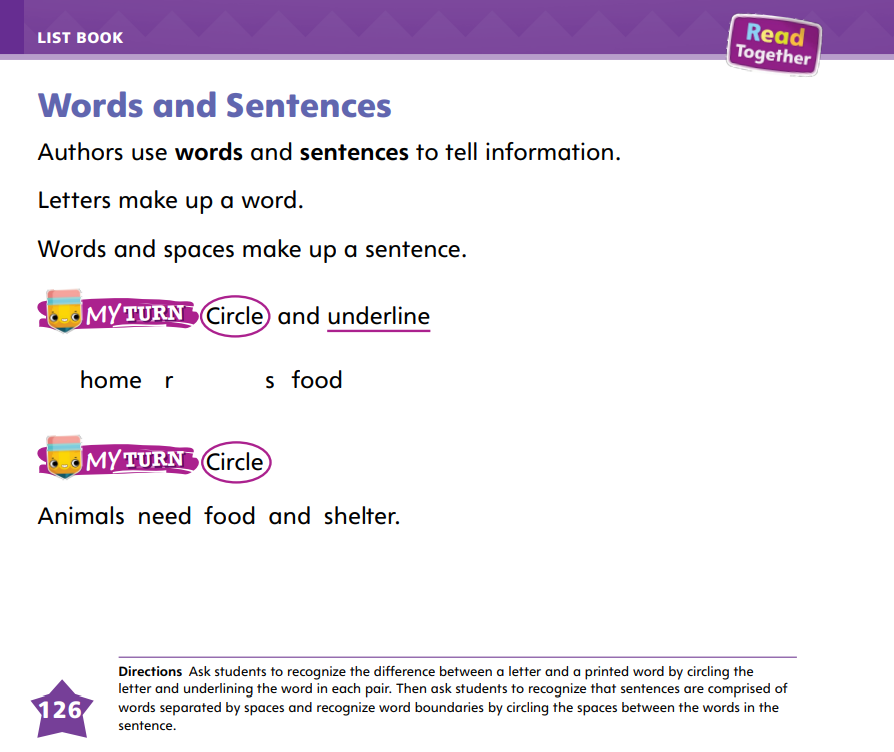 LIST BOOK
Read
Together
Words and Sentences
Authors use words and sentences to tell information.
Letters make up a word.
Words and spaces make up a sentence.
MY TURN Circle and underline
home r s food
MY TURN Circle
Animals need food and shelter.
Directions Ask students to recognize the difference between a letter and a printed word by circling the
letter and underlining the word in each pair. Then ask students to recognize that sentences are comprised of
words separated by spaces and recognize word boundaries by circling the spaces between the words in the
sentence.
126